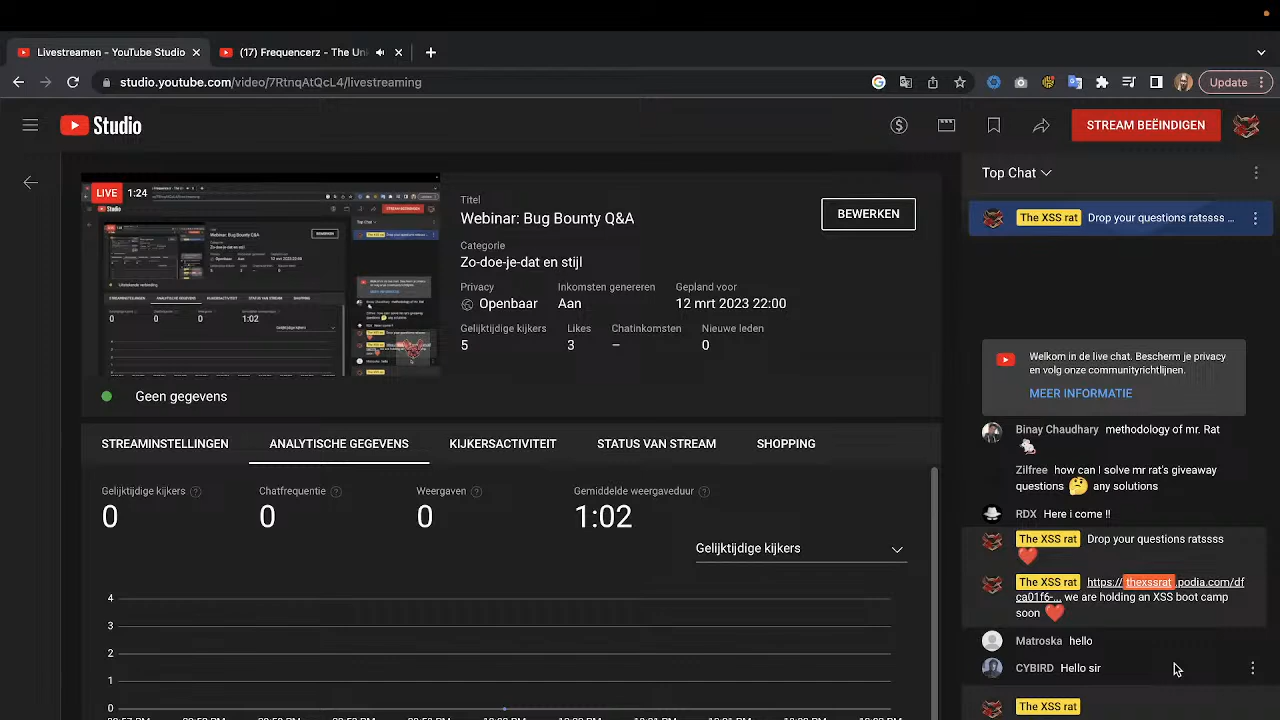 Livestreamen - YouTube Studio
(17) Frequencerz - The Uni
studio.youtube.com/video/7RtnqAtQcL4/livestreaming
Update
Studio
STREAM BEËINDIGEN
LIVE 1:24
Titel
Webinar: Bug Bounty Q&A
BEWERKEN
Categorie
Zo-doe-je-dat en stijl
Privacy Inkomsten genereren Gepland voor
Openbaar Aan 12 mrt 2023 22:00
Gelijktijdige kijkers Likes Chatinkomsten Nieuwe leden
5 3 – 0
Geen gegevens
STREAMINSTELLINGEN ANALYTISCHE GEGEVENS KIJKERSACTIVITEIT STATUS VAN STREAM SHOPPING
Gelijktijdige kijkers Chatfrequentie Weergaven Gemiddelde weergaveduur
0 0 0 1:02
Gelijktijdige kijkers
4
3
2
1
0
Top Chat
The XSS rat Drop your questions ratssss ...
Welkom in de live chat. Bescherm je privacy
en volg onze communityrichtlijnen.
MEER INFORMATIE
Binay Chaudhary methodology of mr. Rat
🐁
Zilfree how can I solve mr rat's giveaway
questions 🤔 any solutions
RDX Here i come !!
The XSS rat Drop your questions ratssss
❤️
The XSS rat https://thexssrat.podia.com/df
ca01f6-... we are holding an XSS boot camp
soon ❤️
Matroska hello
CYBIRD Hello sir
The XSS rat